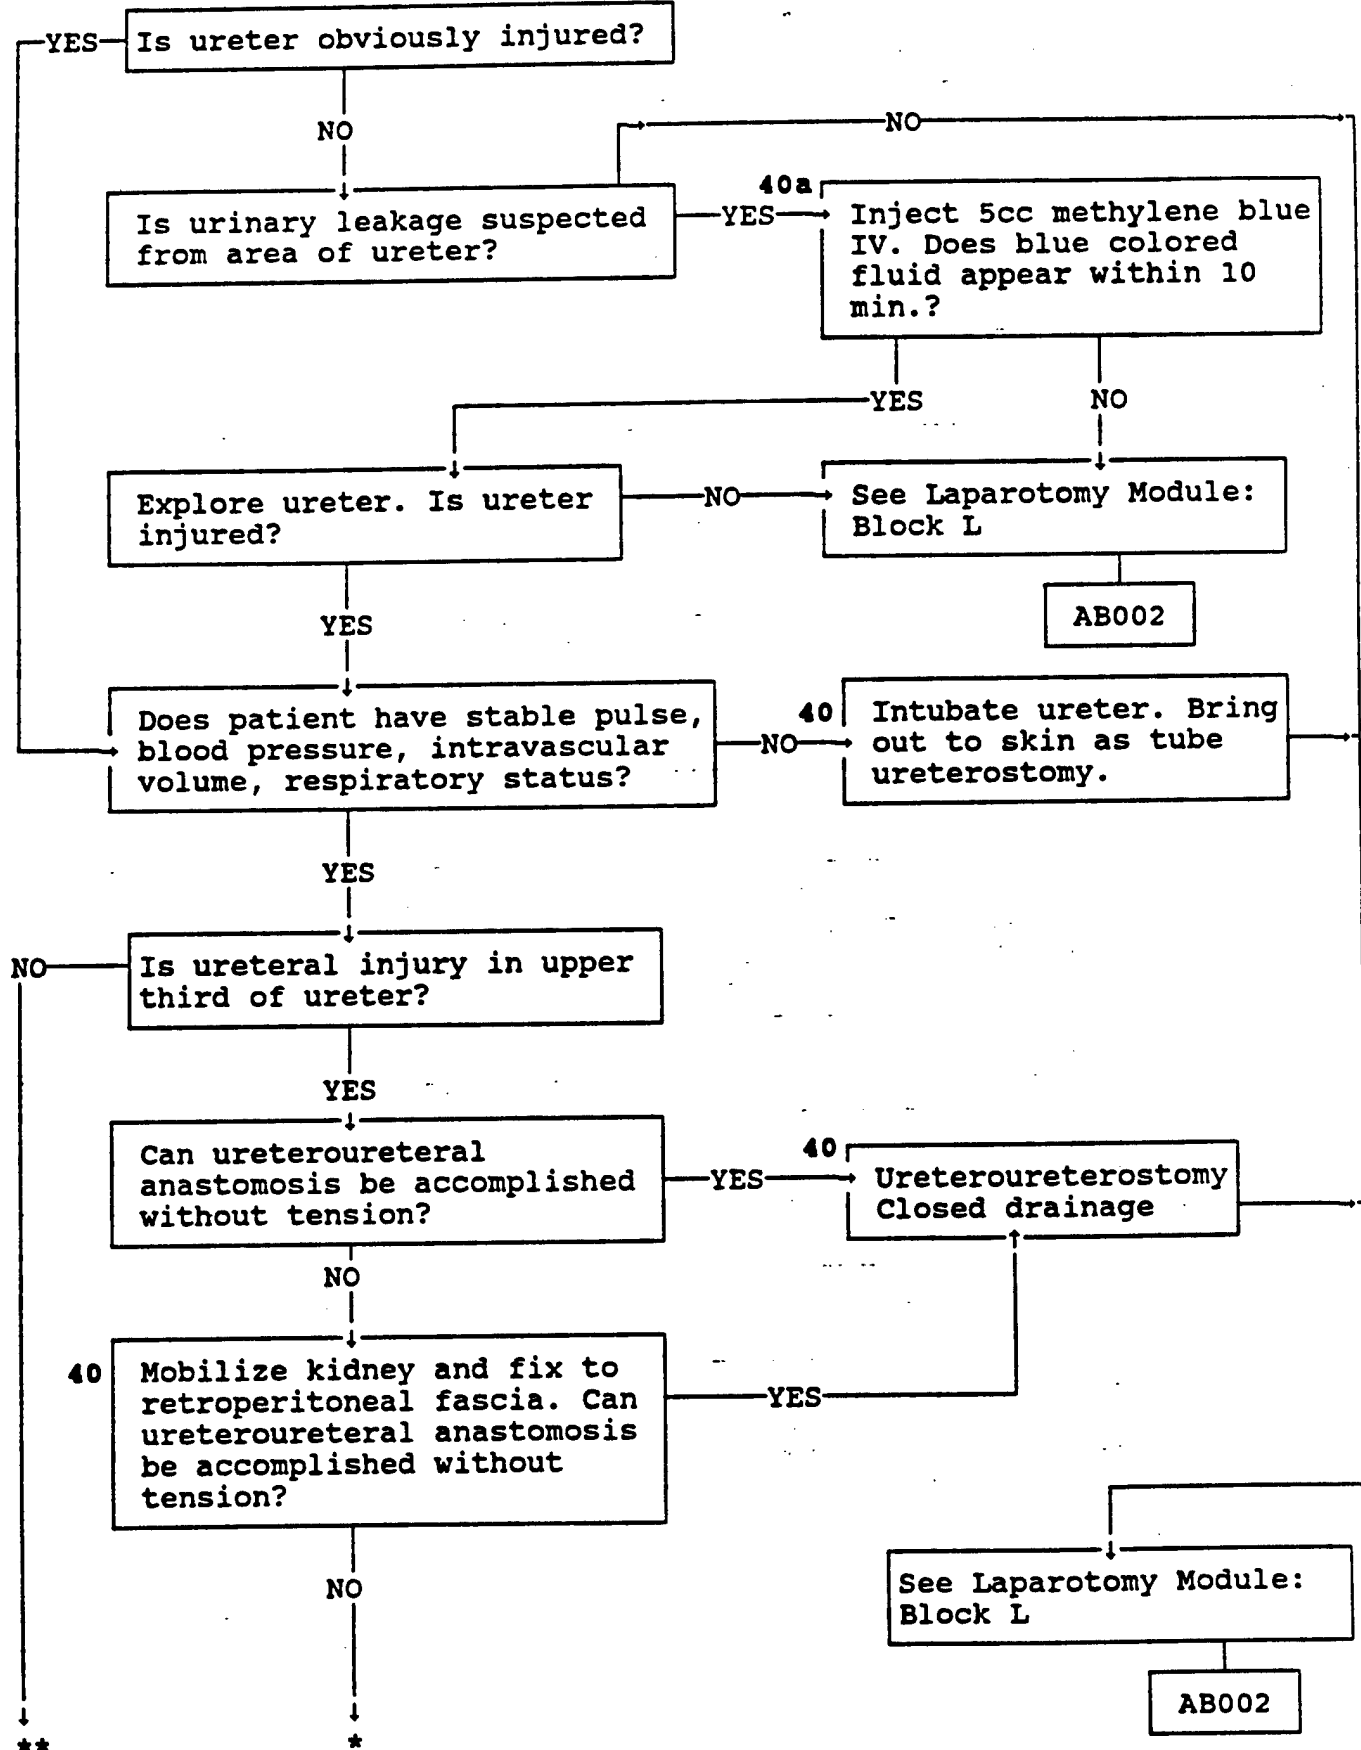 YES
Is ureter obviously injured?
NO
NO
Is urinary leakage suspected
from area of ureter?
YES
40a
Inject 5cc methylene blue
IV. Does blue colored
fluid appear within 10
min.?
YES
NO
Explore ureter. Is ureter
injured?
NO
See Laparotomy Module:
Block L
AB002
YES
Does patient have stable pulse,
blood pressure, intravascular
volume, respiratory status?
NO
40
Intubate ureter. Bring
out to skin as tube
ureterostomy.
YES
NO
Is ureteral injury in upper
third of ureter?
YES
Can ureteroureteral
anastomosis be accomplished
without tension?
YES
40
Ureteroureterostomy
Closed drainage
NO
40
Mobilize kidney and fix to
retroperitoneal fascia. Can
ureteroureteral anastomosis
be accomplished without
tension?
YES
NO
See Laparotomy Module:
Block L
AB002
**
*